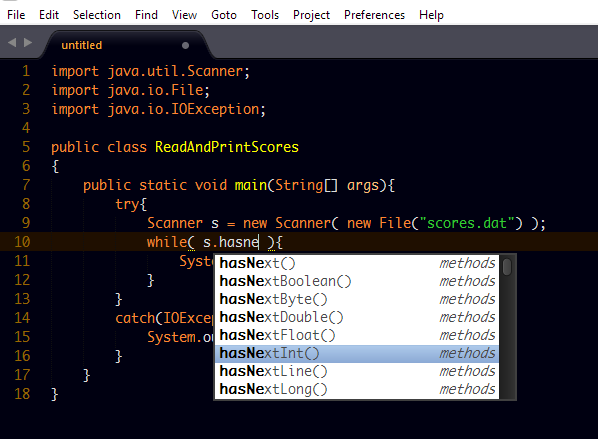 File Edit Selection Find View Goto Tools Project Preferences Help
untitled
1 import java.util.Scanner;
2 import java.io.File;
3 import java.io.IOException;
4
5 public class ReadAndPrintScores
6 {
7 public static void main(String[] args){
8 try{
9 Scanner s = new Scanner( new File("scores.dat") );
10 while( s.hasne ){
11 Syst
hasNext() methods
12 }
hasNextBoolean() methods
13 }
hasNextByte() methods
14 catch(IOExcep
hasNextDouble() methods
15 System.ou
hasNextFloat() methods
16 }
hasNextInt() methods
17 }
hasNextLine() methods
18 }
hasNextLong() methods